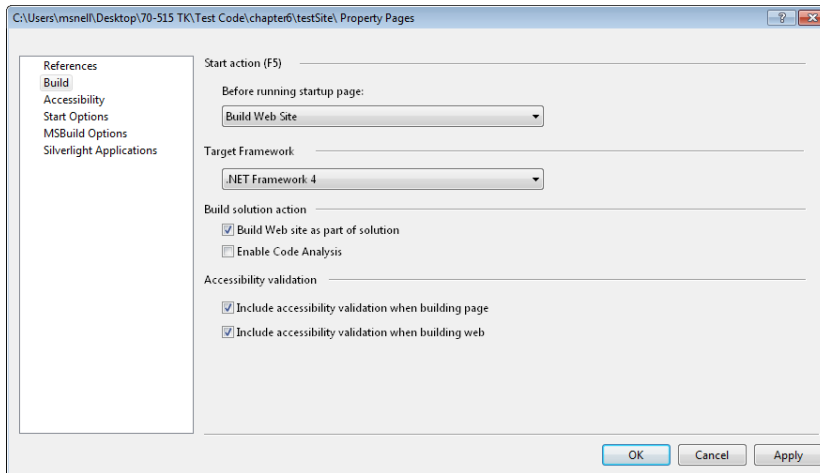 C:\Users\msnell\Desktop\70-515 TK\Test Code\chapter6\testSite\ Property Pages
References
Build
Accessibility
Start Options
MSBuild Options
Silverlight Applications
Start action (F5)
Before running startup page:
Build Web Site
Target Framework
.NET Framework 4
Build solution action
Build Web site as part of solution
Enable Code Analysis
Accessibility validation
Include accessibility validation when building page
Include accessibility validation when building web
OK Cancel Apply